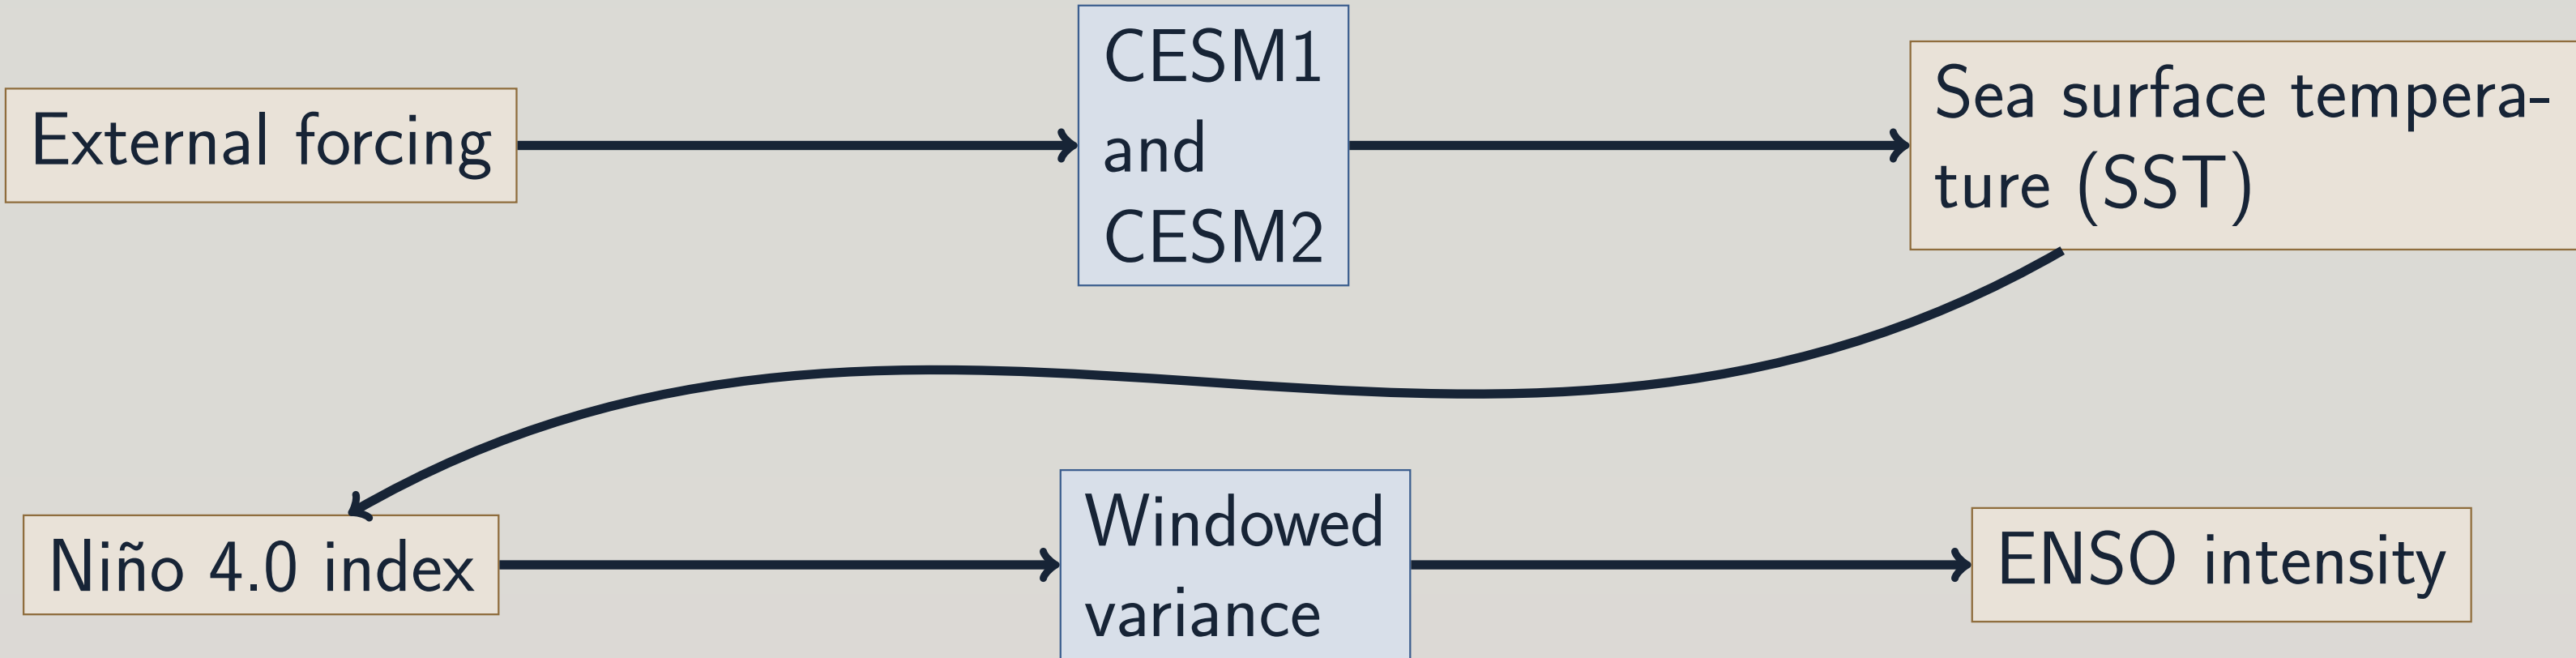 External forcing
CESM1
and
CESM2
Sea surface tempera-
ture (SST)
Niño 4.0 index
Windowed
variance
ENSO intensity